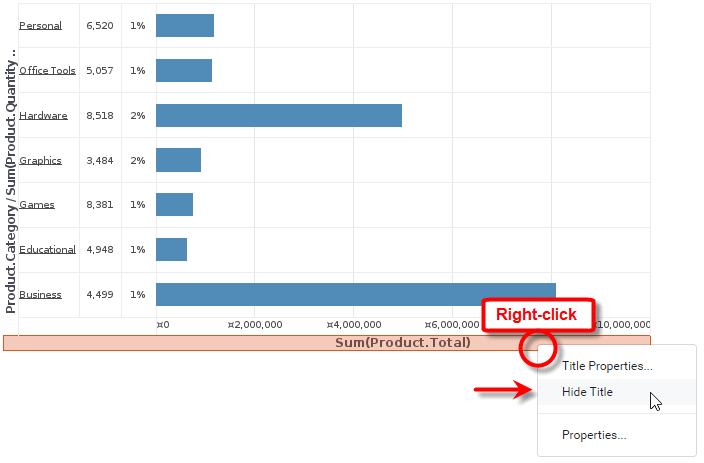 Product.Category / Sum(Product.Quantity ..
Personal 6,520 1%
Office Tools 5,057 1%
Hardware 8,518 2%
Graphics 3,484 2%
Games 8,381 1%
Educational 4,948 1%
Business 4,499 1%
¤0 ¤2,000,000 ¤4,000,000 ¤6,000,000 ¤10,000,000
Right-click
Sum(Product.Total)
Title Properties...
Hide Title
Properties...